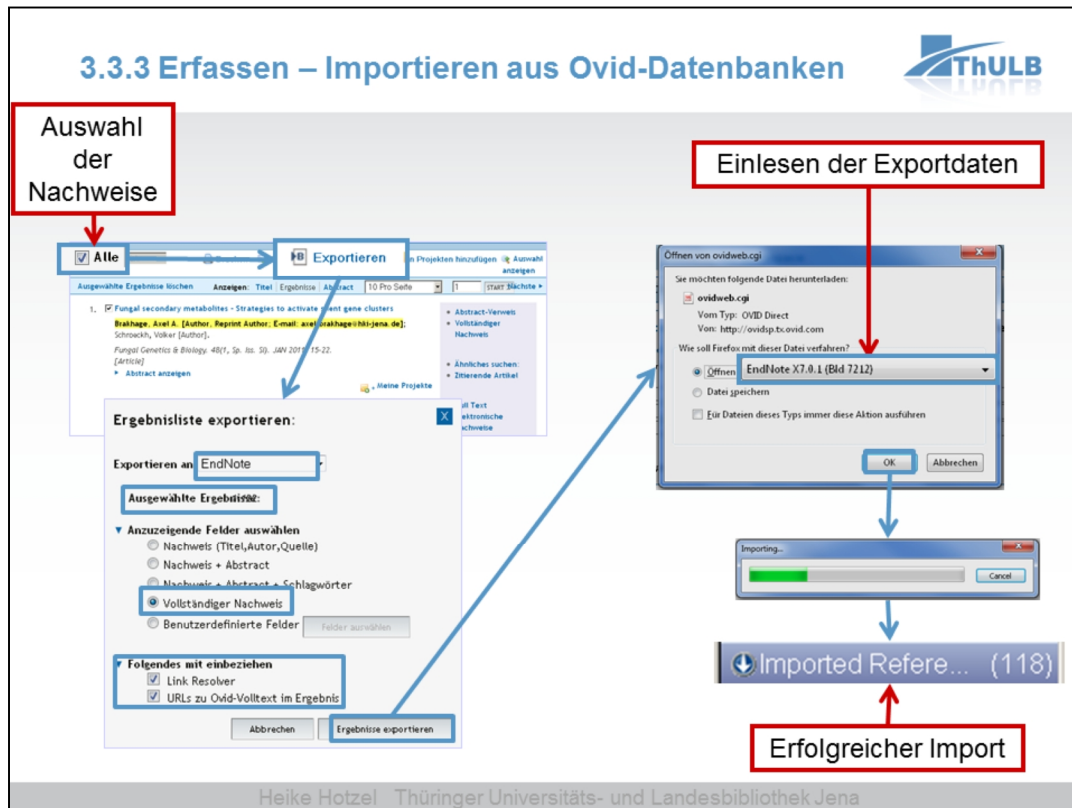 3.3.3 Erfassen – Importieren aus Ovid-Datenbanken
ThULB
Auswahl
der
Nachweise
Einlesen der Exportdaten
Alle
Exportieren
Projekten hinzufügen
Auswahl
anzeigen
Ausgewählte Ergebnisse löschen Anzeigen: Titel Ergebnisse Abstract 10 Pro Seite 1 START Nächste
1. Fungal secondary metabolites - Strategies to activate silent gene clusters
Brakhage, Axel A. [Author, Reprint Author; E-mail: axel.brakhage@hki-jena.de];
Schroeckh, Volker [Author].
Fungal Genetics & Biology. 48(1, Sp. Iss. SI). JAN 2011. 15-22.
[Article]
Abstract anzeigen
Meine Projekte
Abstract-Verweis
Vollständiger
Nachweis
Ähnliches suchen:
Zitierende Artikel
Text
Ergebnisliste exportieren:
X
Exportieren an EndNote
Ausgewählte Ergebnisse:
Anzuzeigende Felder auswählen
Nachweis (Titel,Autor,Quelle)
Nachweis + Abstract
Nachweis + Abstract + Schlagwörter
Vollständiger Nachweis
Benutzerdefinierte Felder Felder auswählen
Folgendes mit einbeziehen
Link Resolver
URLs zu Ovid-Volltext im Ergebnis
Abbrechen Ergebnisse exportieren
Öffnen von ovidweb.cgi
Sie möchten folgende Datei herunterladen:
ovidweb.cgi
Vom Typ: OVID Direct
Von: http://ovidsp.tx.ovid.com
Wie soll Firefox mit dieser Datei verfahren?
Öffnen EndNote X7.0.1 (Bld 7212)
Datei speichern
Für Dateien dieses Typs immer diese Aktion ausführen
OK Abbrechen
Importing...
Cancel
Imported Refere... (118)
Erfolgreicher Import
Heike Hotzel Thüringer Universitäts- und Landesbibliothek Jena